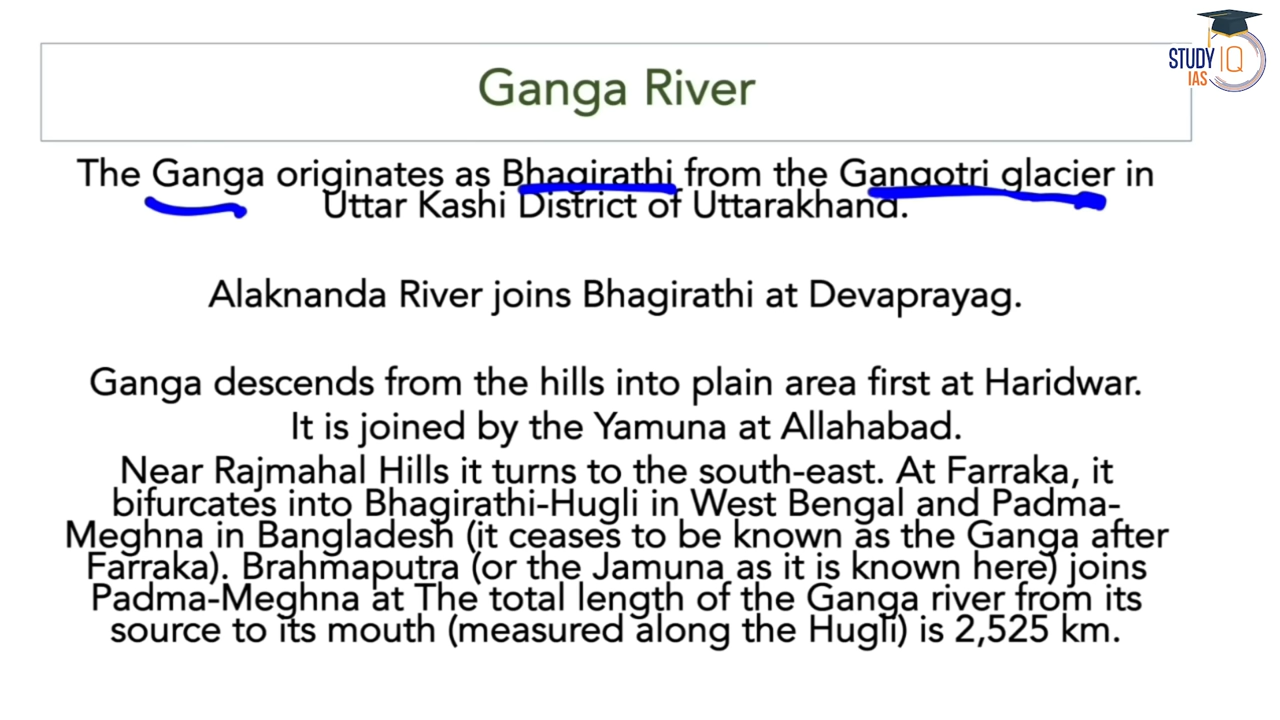 STUDY IQ
IAS
Ganga River
The Ganga originates as Bhagirathi from the Gangotri glacier in
Uttar Kashi District of Uttarakhand.
Alaknanda River joins Bhagirathi at Devaprayag.
Ganga descends from the hills into plain area first at Haridwar.
It is joined by the Yamuna at Allahabad.
Near Rajmahal Hills it turns to the south-east. At Farraka, it
bifurcates into Bhagirathi-Hugli in West Bengal and Padma-
Meghna in Bangladesh (it ceases to be known as the Ganga after
Farraka). Brahmaputra (or the Jamuna as it is known here) joins
Padma-Meghna at The total length of the Ganga river from its
source to its mouth (measured along the Hugli) is 2,525 km.